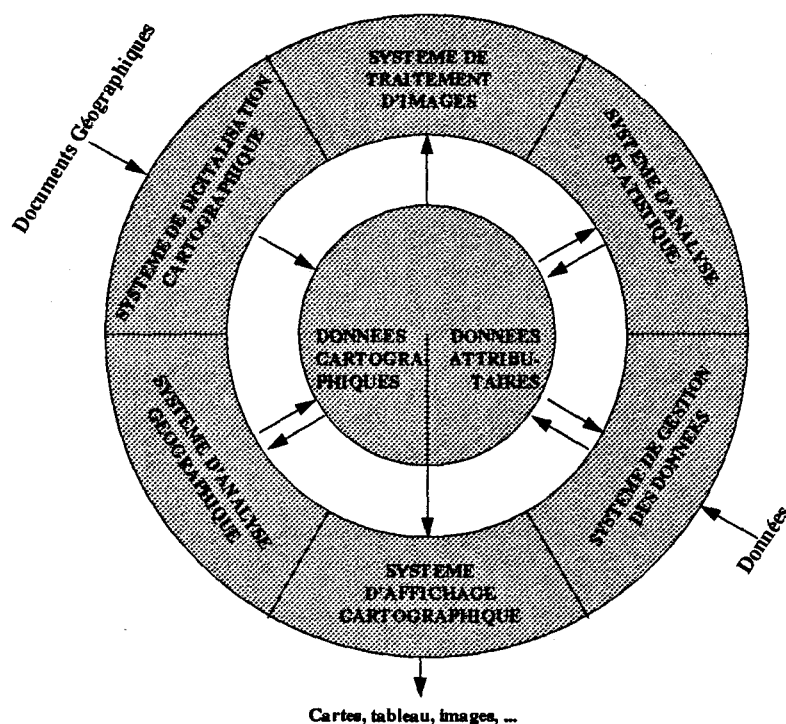 Documents Géographiques
SYSTEME DE DIGITALISATION
CARTOGRAPHIQUE
SYSTEME DE
TRAITEMENT
D'IMAGES
SYSTEME D'ANALYSE
STATISTIQUE
DONNEES
CARTOGRA-
PHIQUES
DONNEES
ATTRIBU-
TAIRES
SYSTEME D'ANALYSE
GEOGRAPHIQUE
SYSTEME DE GESTION
DES DONNEES
Données
SYSTEME
D'AFFICHAGE
CARTOGRAPHIQUE
Cartes, tableau, images, ...